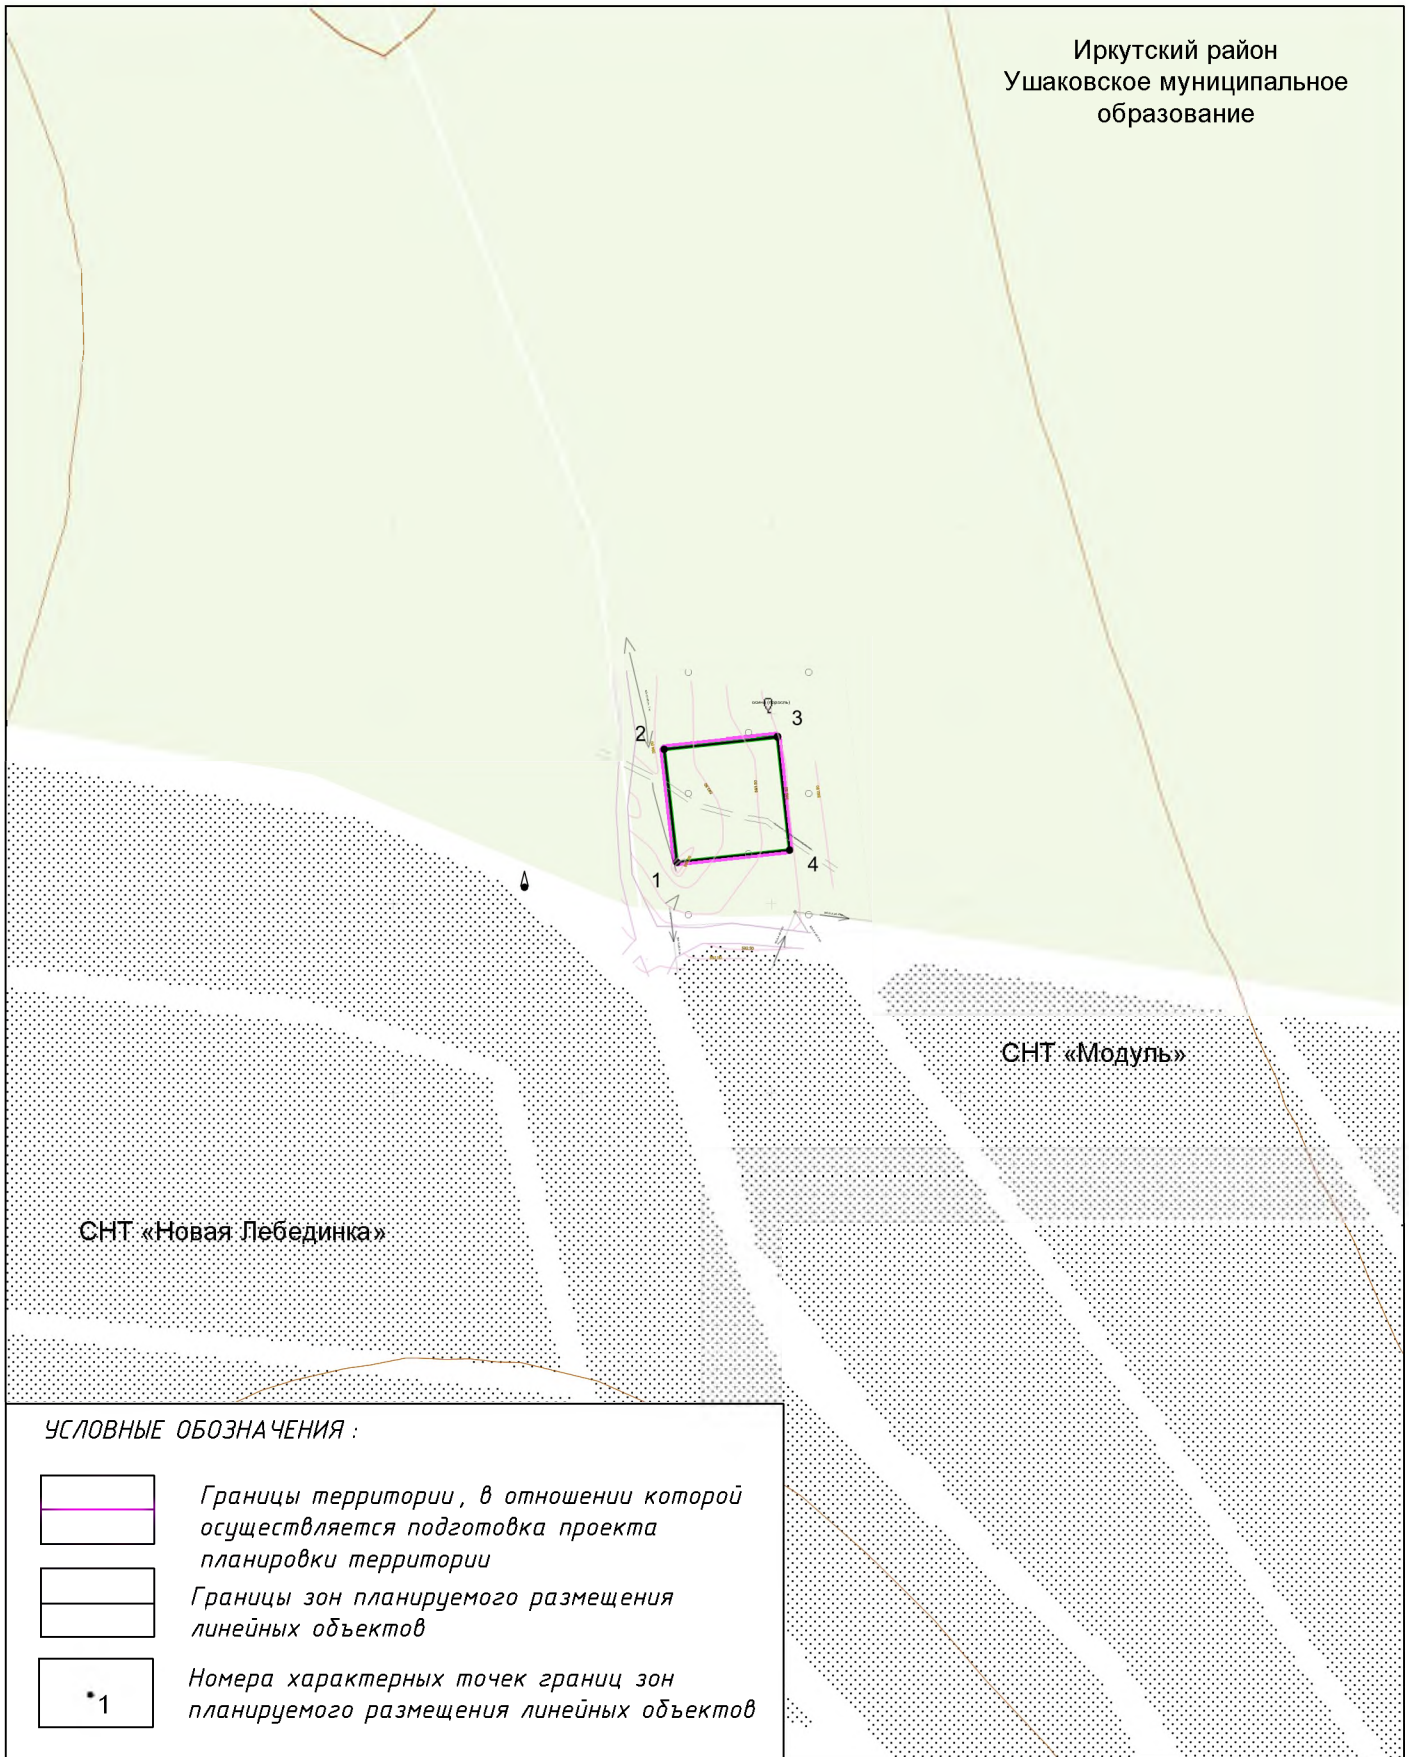 Иркутский район
Ушаковское муниципальное
образование
2
3
1
4
СНТ «Модуль»
СНТ «Новая Лебединка»
УСЛОВНЫЕ ОБОЗНАЧЕНИЯ :
Границы территории, в отношении которой
осуществляется подготовка проекта
планировки территории
Границы зон планируемого размещения
линейных объектов
1
Номера характерных точек границ зон
планируемого размещения линейных объектов